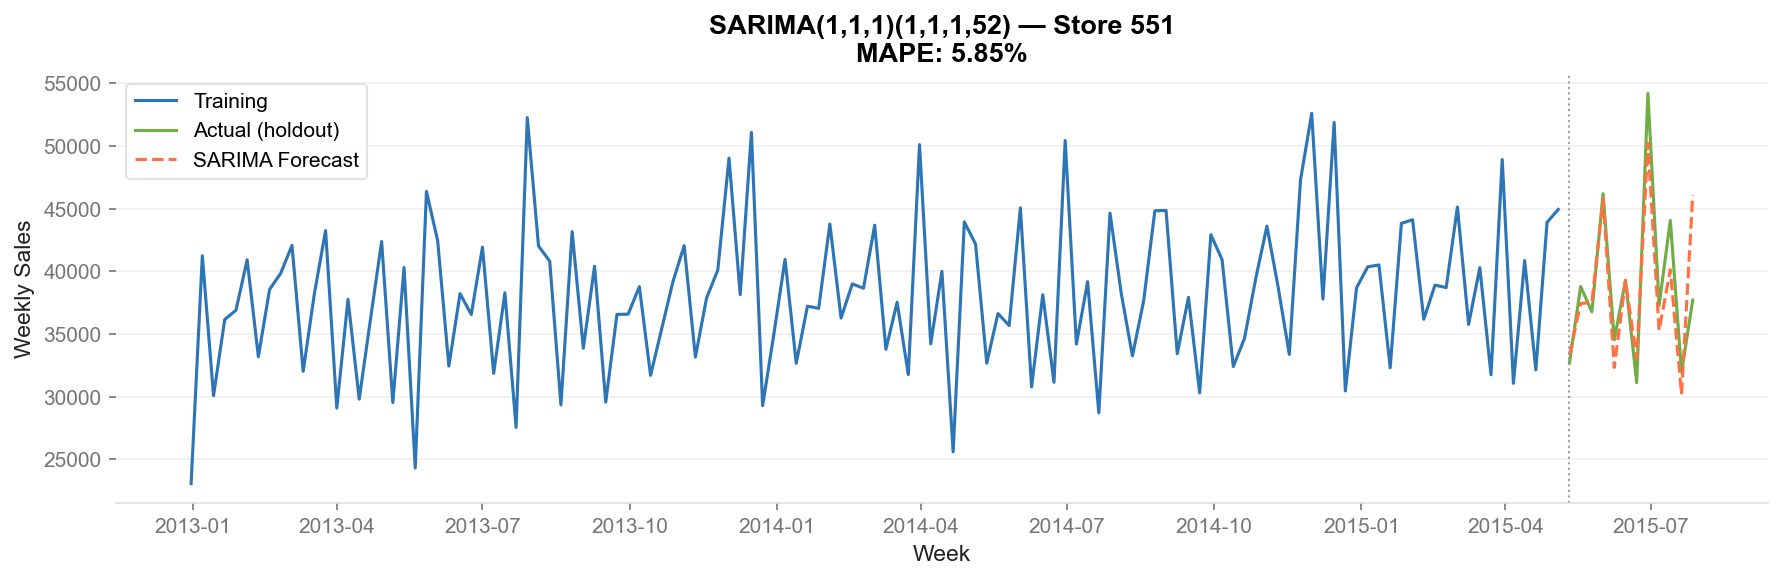 SARIMA(1,1,1)(1,1,1,52) — Store 551
MAPE: 5.85%
Training
Actual (holdout)
SARIMA Forecast
Weekly Sales
55000
50000
45000
40000
35000
30000
25000
2013-01
2013-04
2013-07
2013-10
2014-01
2014-04
2014-07
2014-10
2015-01
2015-04
2015-07
Week